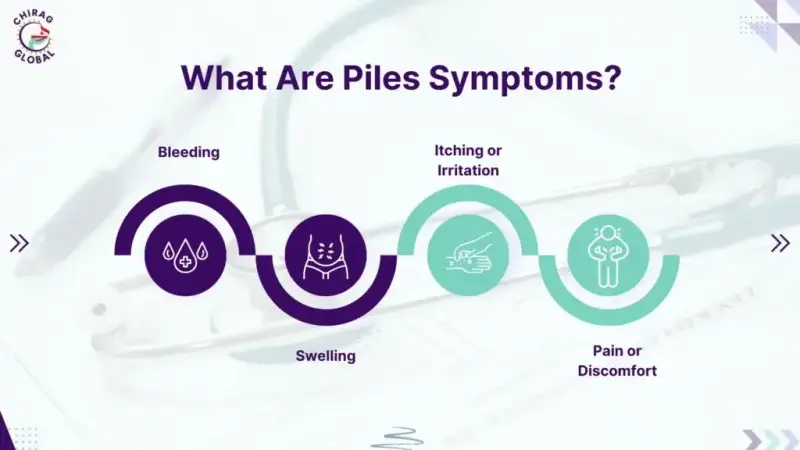 CHIRAG
GLOBAL
What Are Piles Symptoms?
Bleeding
Itching or
Irritation
Swelling
Pain or
Discomfort